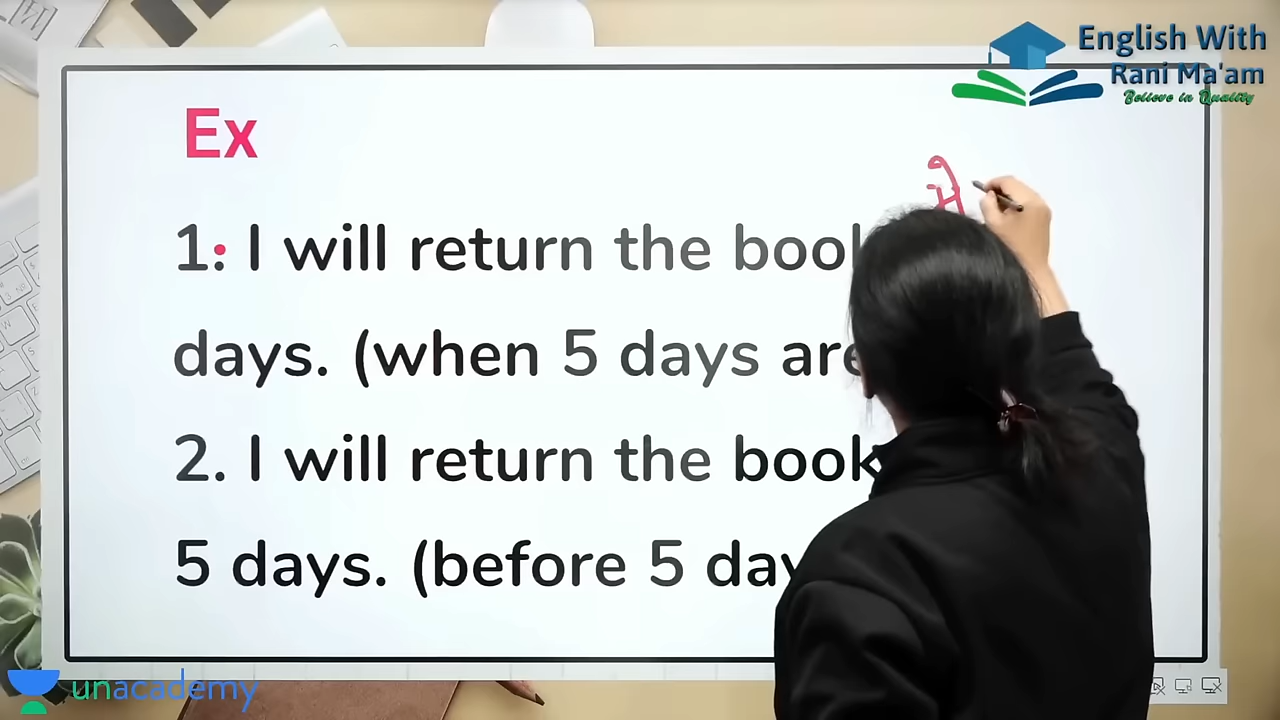 English With
Rani Ma'am
Believe in Quality
Ex
1. I will return the book
days. (when 5 days are
2. I will return the book
5 days. (before 5
unacademy